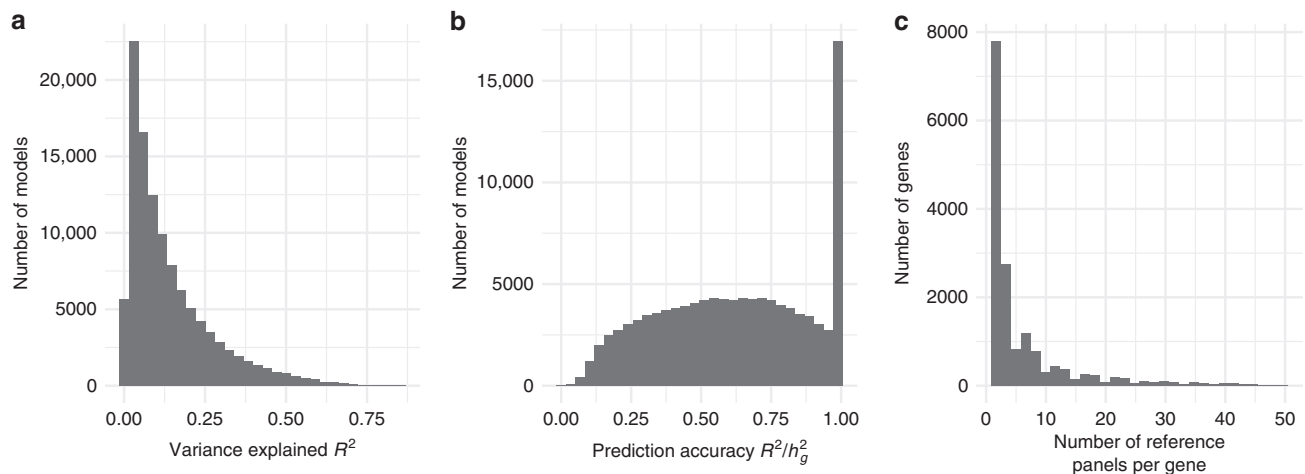 a
Number of models
20,000
15,000
10,000
5000
0
0.00 0.25 0.50 0.75
Variance explained R²
b
Number of models
15,000
10,000
5000
0
0.00 0.25 0.50 0.75 1.00
Prediction accuracy R²/h²g
c
Number of genes
8000
6000
4000
2000
0
0 10 20 30 40 50
Number of reference
panels per gene